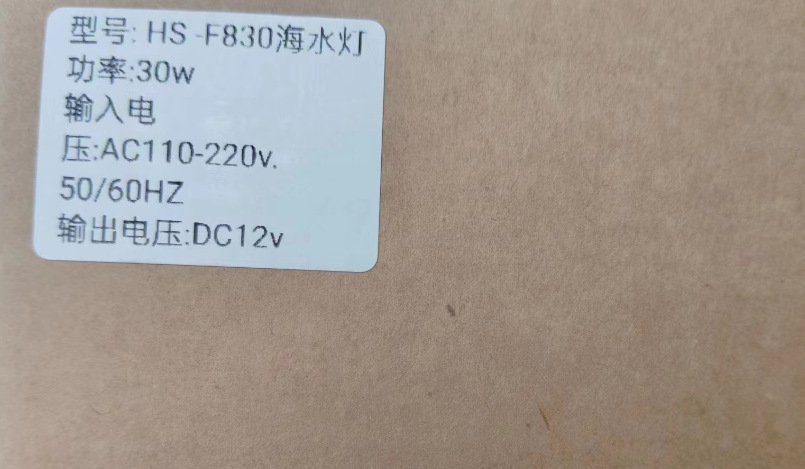 型号: HS -F830海水灯
功率:30w
输入电
压:AC110-220v.
50/60HZ
输出电压:DC12v